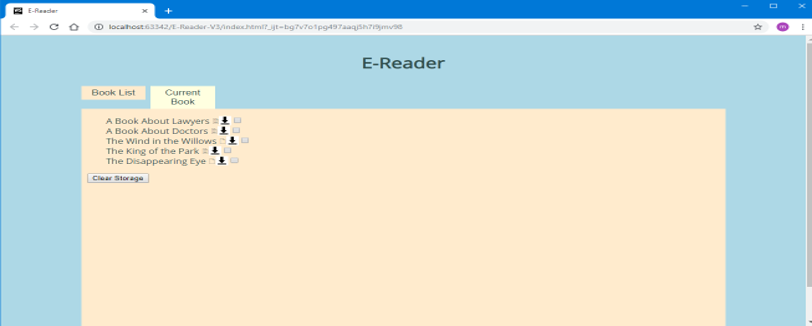 E-Reader
localhost:63342/E-Reader-V3/index.html?_ijt=bg7v7o1pg497aaqj5h7i9jmv98
E-Reader
Book List
Current
Book
A Book About Lawyers
A Book About Doctors
The Wind in the Willows
The King of the Park
The Disappearing Eye
Clear Storage